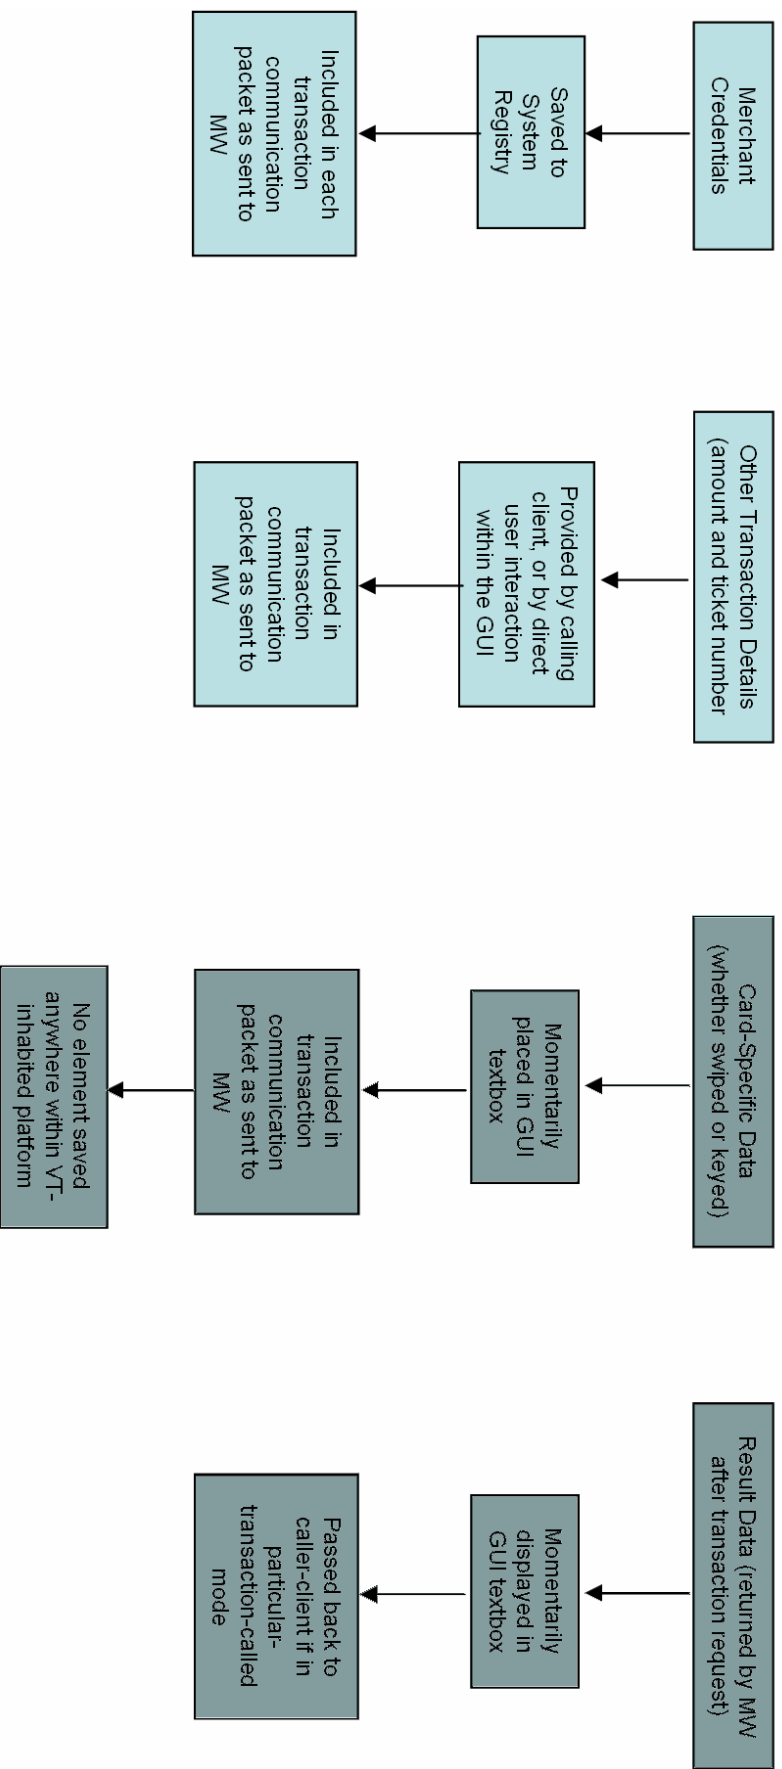 Merchant
Credentials
Saved to
System
Registry
Included in each
transaction
communication
packet as sent to
MW
Other Transaction Details
(amount and ticket number
Provided by calling
client, or by direct
user interaction
within the GUI
Included in
transaction
communication
packet as sent to
MW
Card-Specific Data
(whether swiped or keyed)
Momentarily
placed in GUI
textbox
Included in
transaction
communication
packet as sent to
MW
No element saved
anywhere within VT-
inhabited platform
Result Data (returned by MW
after transaction request)
Momentarily
displayed in
GUI textbox
Passed back to
caller-client if in
particular-
transaction-called
mode